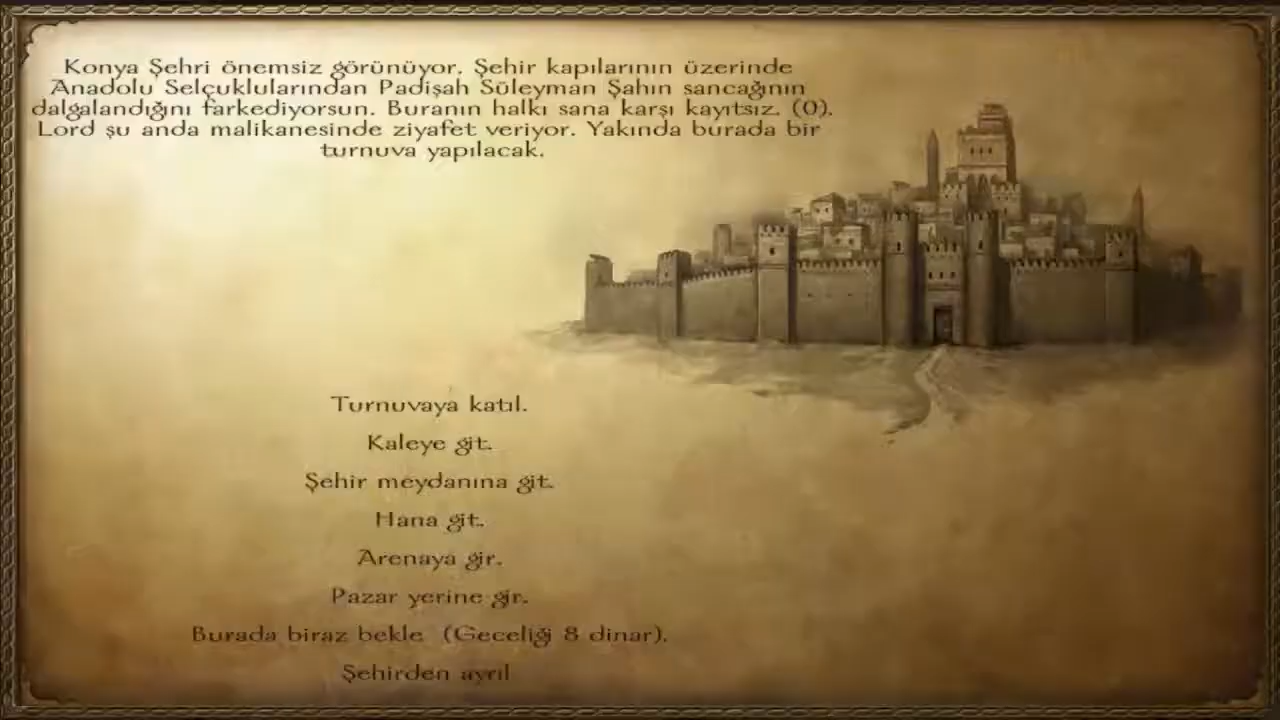 Konya Şehri önemsiz görünüyor. Şehir kapılarının üzerinde
Anadolu Selçuklularından Padişah Süleyman Şahın sancağının
dalgalandığını farkediyorsun. Buranın halkı sana karşı kayıtsız. (0).
Lord şu anda malikanesinde ziyafet veriyor. Yakında burada bir
turnuva yapılacak.
Turnuvaya katıl.
Kaleye git.
Şehir meydanına git.
Hana git.
Arenaya gir.
Pazar yerine gir.
Burada biraz bekle (Geceliği 8 dinar).
Şehirden ayrıl